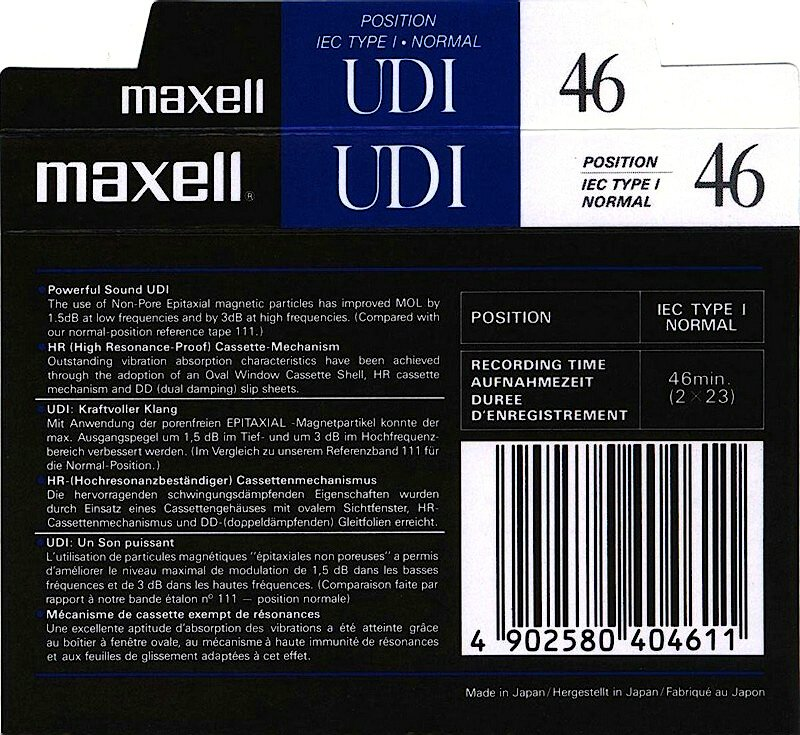 POSITION
IEC TYPE I • NORMAL
maxell UDI 46
maxell® UDI POSITION IEC TYPE I NORMAL 46
Powerful Sound UDI
The use of Non-Pore Epitaxial magnetic particles has improved MOL by
1.5dB at low frequencies and by 3dB at high frequencies. (Compared with
our normal-position reference tape 111.)
HR (High Resonance-Proof) Cassette-Mechanism
Outstanding vibration absorption characteristics have been achieved
through the adoption of an Oval Window Cassette Shell, HR cassette
mechanism and DD (dual damping) slip sheets.
UDI: Kraftvoller Klang
Mit Anwendung der porenfreien EPITAXIAL -Magnetpartikel konnte der
max. Ausgangspegel um 1,5 dB im Tief- und um 3 dB im Hochfrequenz-
bereich verbessert werden. (Im Vergleich zu unserem Referenzband 111 für
die Normal-Position.)
HR-(Hochresonanzbeständiger) Cassettenmechanismus
Die hervorragenden schwingungsdämpfenden Eigenschaften wurden
durch Einsatz eines Cassettengehäuses mit ovalem Sichtfenster, HR-
Cassettenmechanismus und DD-(doppeldämpfenden) Gleitfolien erreicht.
UDI: Un Son puissant
L'utilisation de particules magnétiques "épitaxiales non poreuses" a permis
d'améliorer le niveau maximal de modulation de 1,5 dB dans les basses
fréquences et de 3 dB dans les hautes fréquences. (Comparaison faite par
rapport à notre bande étalon nº 111 — position normale)
Mécanisme de cassette exempt de résonances
Une excellente aptitude d'absorption des vibrations a été atteinte grâce
au boîtier à fenêtre ovale, au mécanisme à haute immunité de résonances
et aux feuilles de glissement adaptées à cet effet.
POSITION
IEC TYPE I
NORMAL
RECORDING TIME
AUFNAHMEZEIT
DUREE
D'ENREGISTREMENT
46min.
(2×23)
4 902580 404611
Made in Japan/Hergestellt in Japan/Fabriqué au Japon